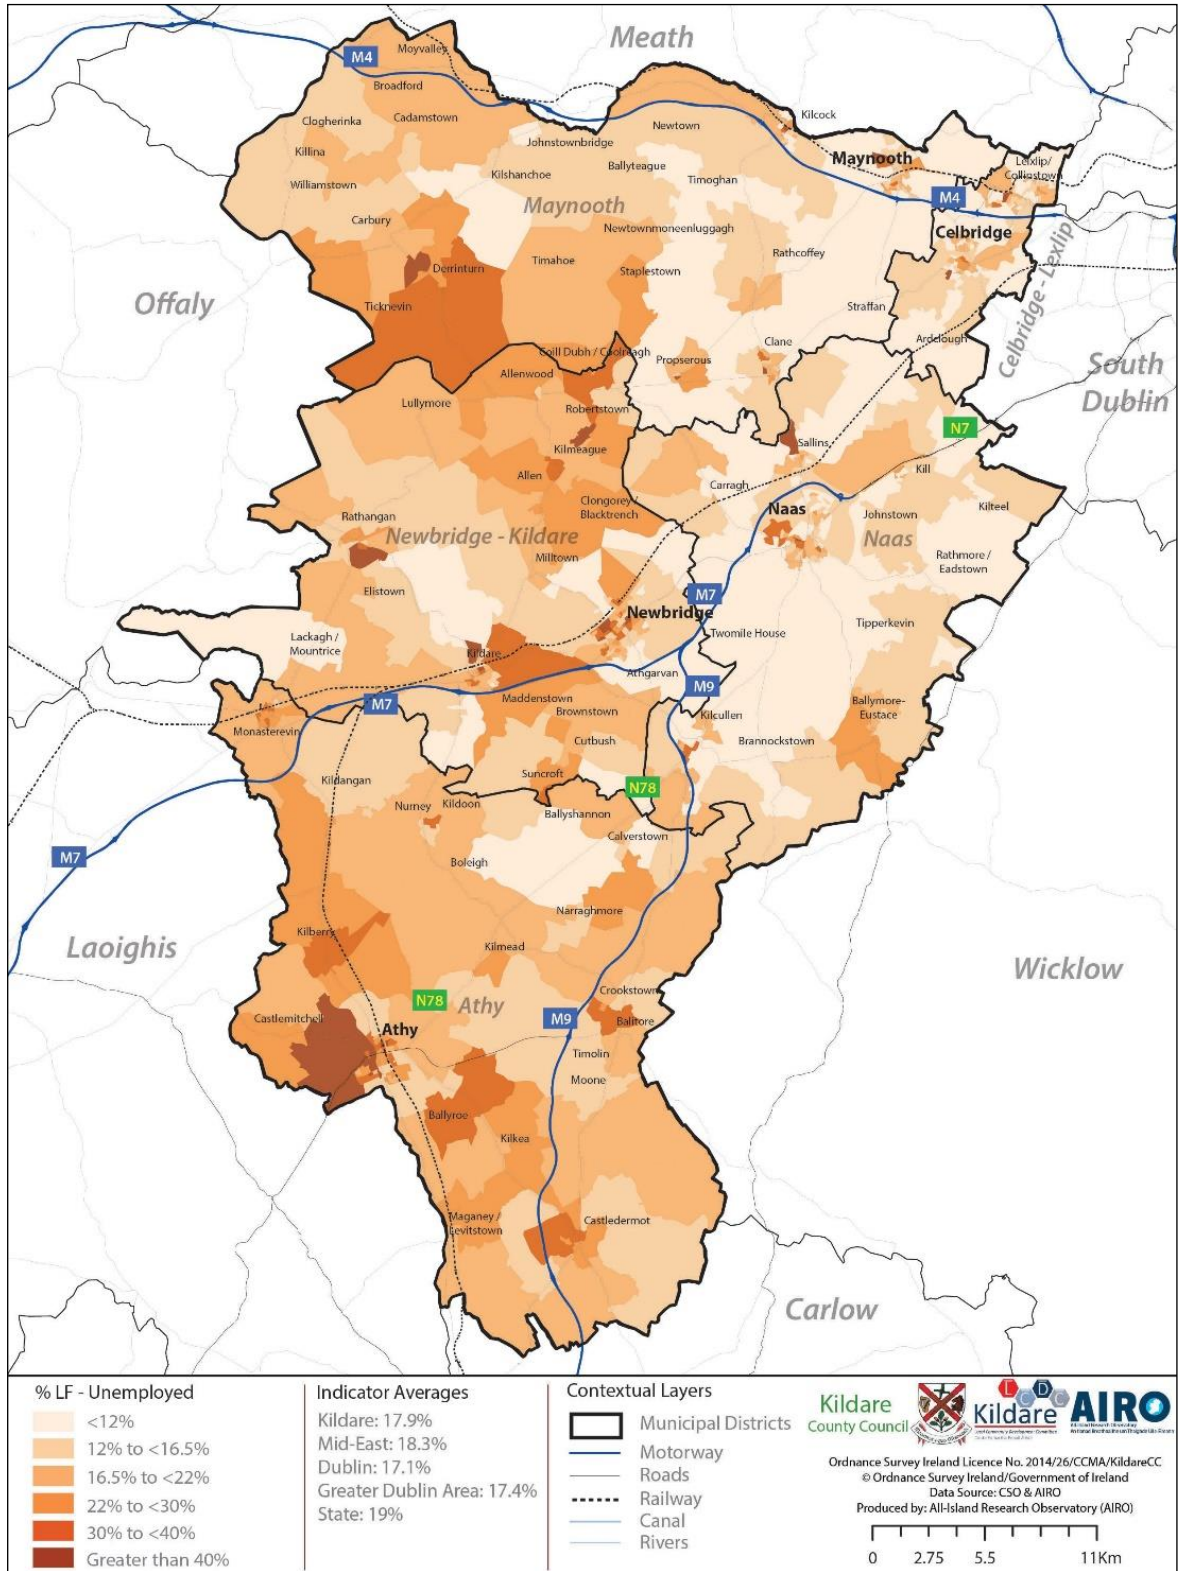 Meath
Moyvalley
M4
Broadford
Cadamstown
Clogherinka
Kilcock
Newtown
Johnstownbridge
Killina
Maynooth
Ballyteague
Leixlip/
Collinstown
Kilshanchoe
Timoghan
Williamstown
M4
Maynooth
Carbury
Newtownmoneenluggagh
Celbridge
Rathcoffey
Timahoe
Derrinturn
Staplestown
Celbridge - Lexlip
Offaly
Ticknevin
Straffan
Ardclough
Clane
Coill Dubh / Cooleragh
Propserous
South
Dublin
Allenwood
Lullymore
Robertstown
N7
Sallins
Kilmeague
Kill
Allen
Carragh
Clongorey /
Blacktrench
Naas
Kilteel
Johnstown
Rathangan
Newbridge - Kildare
Naas
Milltown
Rathmore /
Eadstown
Elistown
M7
Newbridge
Tipperkevin
Twomile House
Lackagh /
Mountrice
Kildare
Athgarvan
M9
Maddenstown
Ballymore-
Eustace
M7
Brownstown
Kilcullen
Monasterevin
Cutbush
Brannockstown
Suncroft
Kildangan
N78
Nurney
Kildoon
Ballyshannon
Calverstown
M7
Boleigh
Narraghmore
Kilberry
Laoighis
Kilmead
Wicklow
Crookstown
N78
Athy
Castlemitchell
M9
Balitore
Athy
Timolin
Moone
Ballyroe
Kilkea
Maganey /
Levitstown
Castledermot
Carlow
% LF - Unemployed
<12%
12% to <16.5%
16.5% to <22%
22% to <30%
30% to <40%
Greater than 40%
Indicator Averages
Kildare: 17.9%
Mid-East: 18.3%
Dublin: 17.1%
Greater Dublin Area: 17.4%
State: 19%
Contextual Layers
Municipal Districts
Motorway
Roads
Railway
Canal
Rivers
Kildare
County Council
L C D C
Kildare
AIRO
Ordnance Survey Ireland Licence No. 2014/26/CCMA/KildareCC
© Ordnance Survey Ireland/Government of Ireland
Data Source: CSO & AIRO
Produced by: All-Island Research Observatory (AIRO)
0 2.75 5.5 11Km